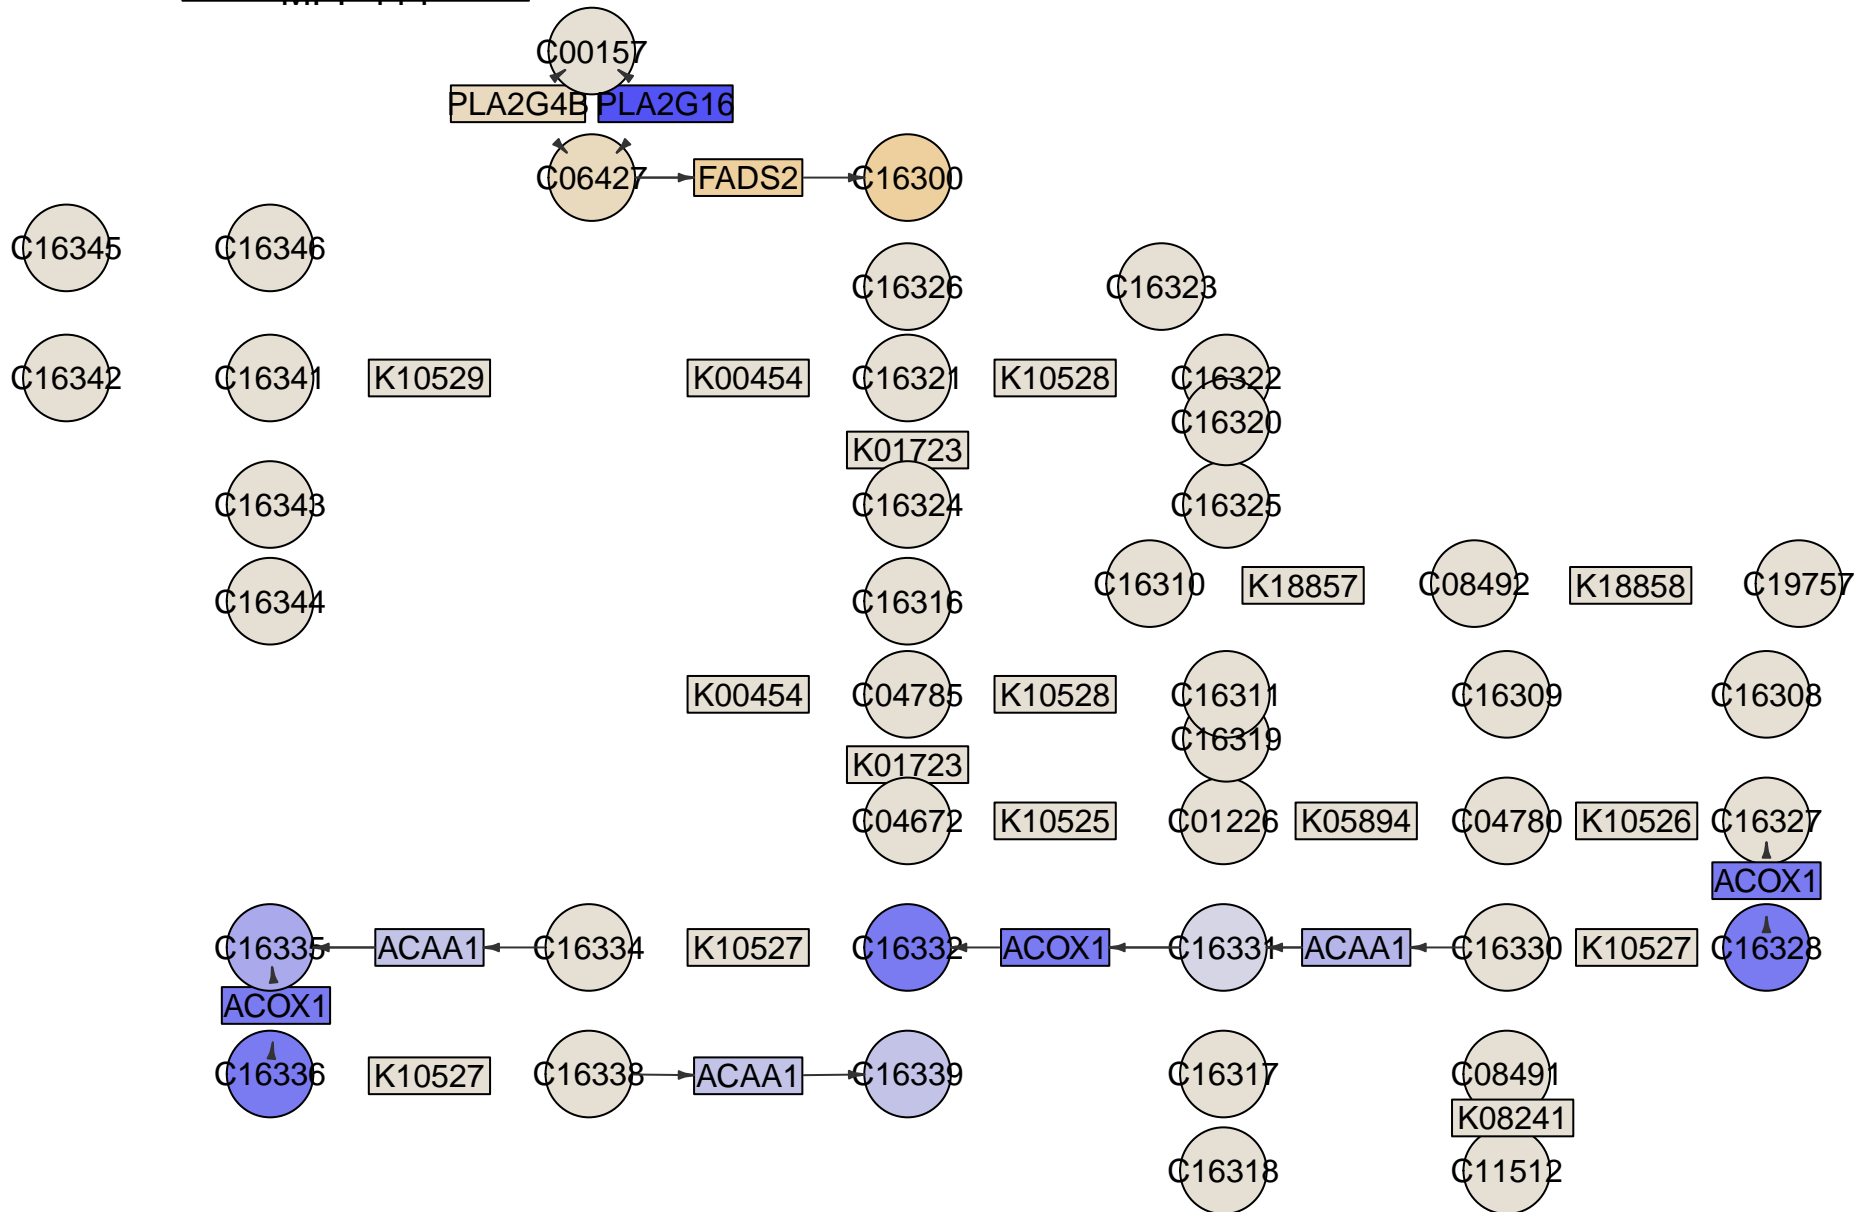 C00157
PLA2G4B PLA2G16
C06427 FADS2 C16300
C16345 C16346
C16326 C16323
C16342 C16341 K10529 K00454 C16321 K10528 C16322
C16320
K01723
C16343 C16324 C16325
C16310 K18857 C08492 K18858 C19757
C16344 C16316
K00454 C04785 K10528 C16311 C16309 C16308
C16319
K01723
C04672 K10525 C01226 K05894 C04780 K10526 C16327
ACOX1
C16335 ACAA1 C16334 K10527 C16332 ACOX1 C16331 ACAA1 C16330 K10527 C16328
ACOX1
C16336 K10527 C16338 ACAA1 C16339 C16317 C08491
K08241
C16318 C11512